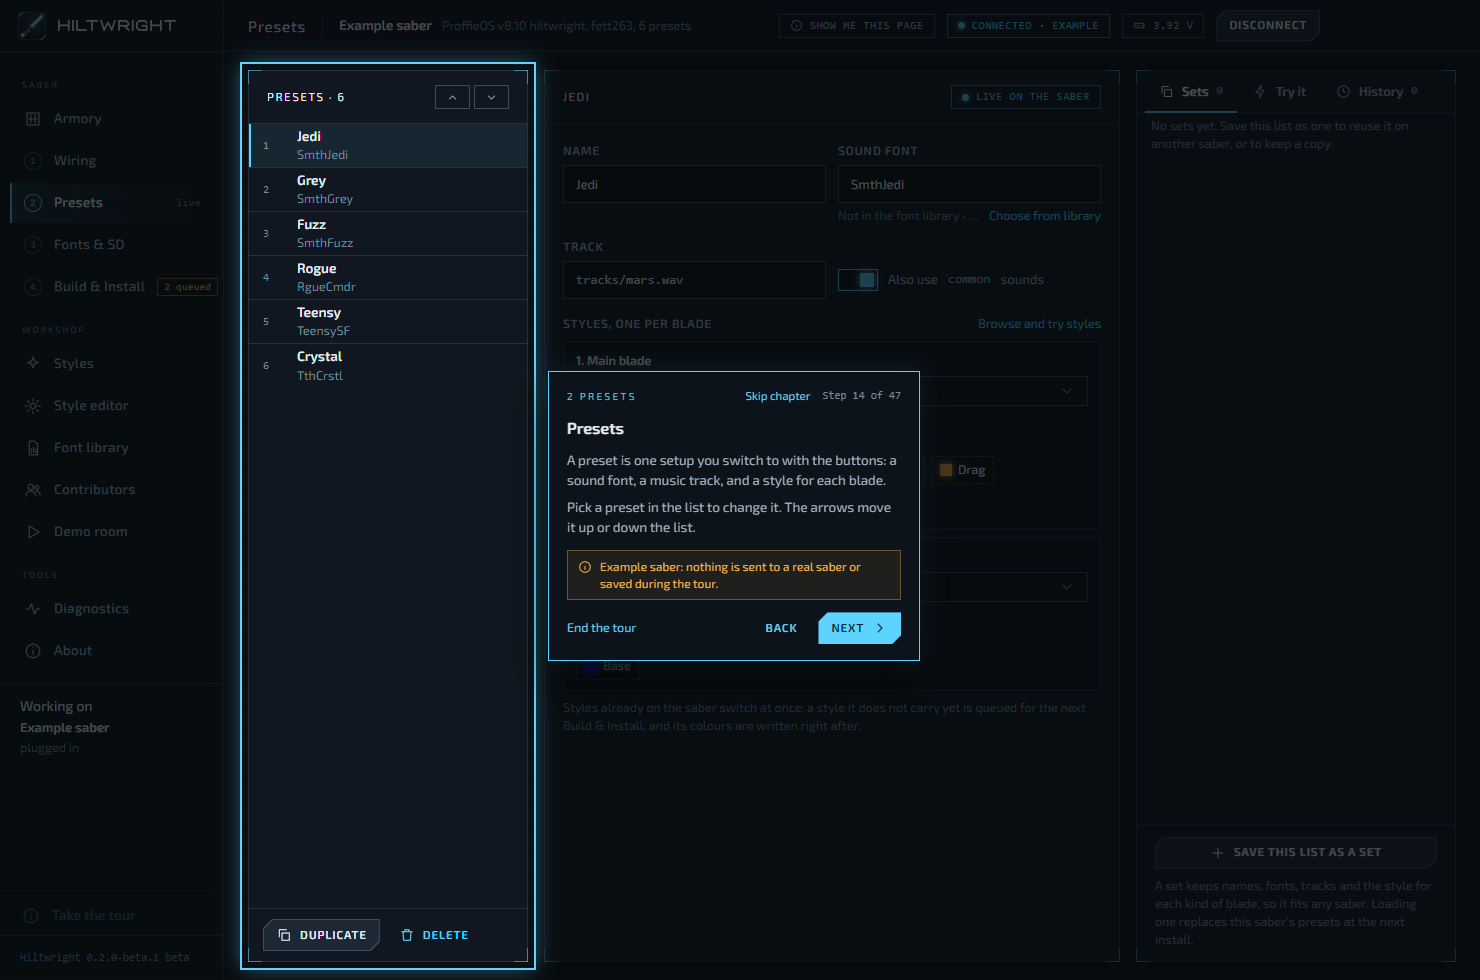 HILTWRIGHT
Presets
Example saber ProffieOS v8.10 hiltwright, fett263, 6 presets
SHOW ME THIS PAGE
CONNECTED · EXAMPLE
3.92 V
DISCONNECT
SABER
Armory
1 Wiring
2 Presets live
3 Fonts & SD
4 Build & Install 2 queued
WORKSHOP
Styles
Style editor
Font library
Contributors
Demo room
TOOLS
Diagnostics
About
Working on
Example saber
plugged in
Take the tour
Hiltwright 0.2.0-beta.1 beta
PRESETS · 6
1 Jedi
SmthJedi
2 Grey
SmthGrey
3 Fuzz
SmthFuzz
4 Rogue
RgueCmdr
5 Teensy
TeensySF
6 Crystal
TthCrstl
DUPLICATE
DELETE
JEDI
LIVE ON THE SABER
NAME
Jedi
SOUND FONT
SmthJedi
Not in the font library · ... Choose from library
TRACK
tracks/mars.wav
Also use common sounds
STYLES, ONE PER BLADE
Browse and try styles
1. Main blade
Drag
Base
Styles already on the saber switch at once; a style it does not carry yet is queued for the next
Build & Install, and its colours are written right after.
2 PRESETS
Skip chapter
Step 14 of 47
Presets
A preset is one setup you switch to with the buttons: a
sound font, a music track, and a style for each blade.
Pick a preset in the list to change it. The arrows move
it up or down the list.
Example saber: nothing is sent to a real saber or
saved during the tour.
End the tour
BACK
NEXT
Sets 0
Try it
History 0
No sets yet. Save this list as one to reuse it on
another saber, or to keep a copy.
SAVE THIS LIST AS A SET
A set keeps names, fonts, tracks and the style for
each kind of blade, so it fits any saber. Loading
one replaces this saber's presets at the next
install.